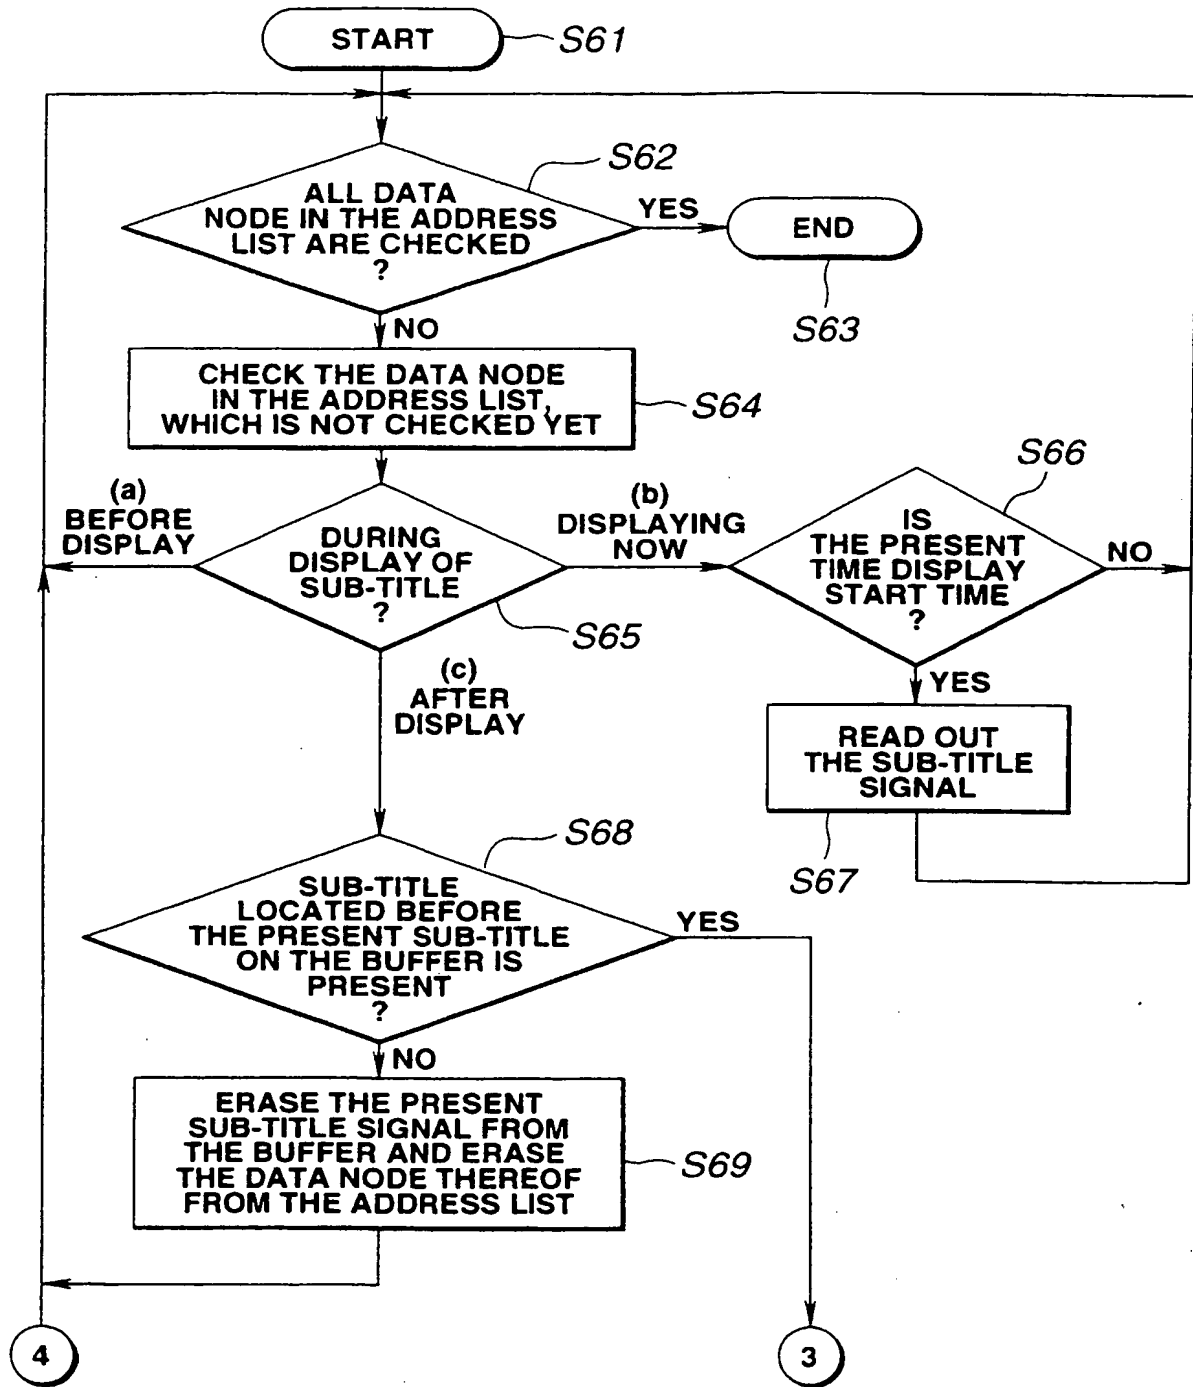 START
S61
S62
ALL DATA
NODE IN THE ADDRESS
LIST ARE CHECKED
?
YES
END
S63
NO
CHECK THE DATA NODE
IN THE ADDRESS LIST,
WHICH IS NOT CHECKED YET
S64
(a)
BEFORE
DISPLAY
DURING
DISPLAY OF
SUB-TITLE
?
S65
(b)
DISPLAYING
NOW
S66
IS
THE PRESENT
TIME DISPLAY
START TIME
?
NO
YES
READ OUT
THE SUB-TITLE
SIGNAL
S67
(c)
AFTER
DISPLAY
S68
SUB-TITLE
LOCATED BEFORE
THE PRESENT SUB-TITLE
ON THE BUFFER IS
PRESENT
?
YES
NO
ERASE THE PRESENT
SUB-TITLE SIGNAL FROM
THE BUFFER AND ERASE
THE DATA NODE THEREOF
FROM THE ADDRESS LIST
S69
4
3